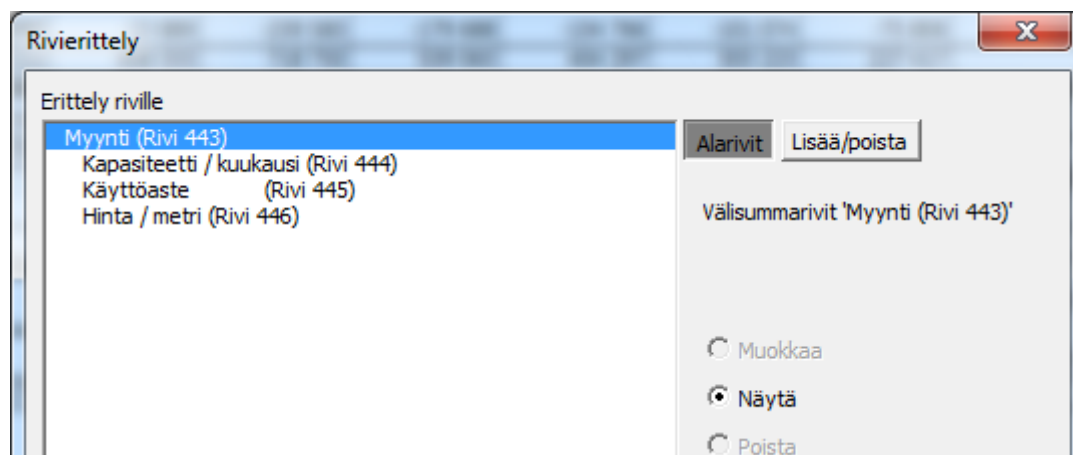 Rivierittely
Erittely riville
Myynti (Rivi 443)
Kapasiteetti / kuukausi (Rivi 444)
Käyttöaste (Rivi 445)
Hinta / metri (Rivi 446)
Alarivit Lisää/poista
Välisummarivit 'Myynti (Rivi 443)'
Muokkaa
Näytä
Poista